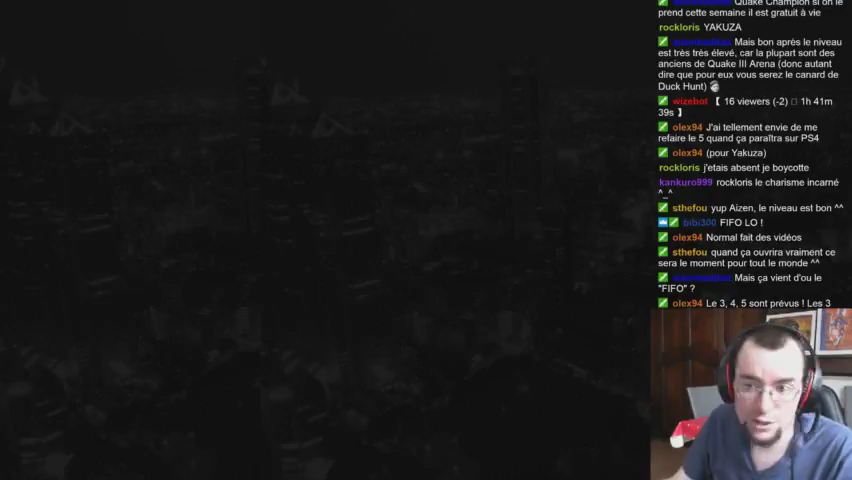 Quake Champion si on le
prend cette semaine il est gratuit à vie
rockloris YAKUZA
Mais bon après le niveau
est très très élevé, car la plupart sont des
anciens de Quake III Arena (donc autant
dire que pour eux vous serez le canard de
Duck Hunt)
wizebot 【 16 viewers (-2) 1h 41m
39s 】
olex94 J'ai tellement envie de me
refaire le 5 quand ça paraîtra sur PS4
olex94 (pour Yakuza)
rockloris j'etais absent je boycotte
kankuro999 rockloris le charisme incarné
^_^
sthefou yup Aizen, le niveau est bon ^^
bibi300 FIFO LO !
olex94 Normal fait des vidéos
sthefou quand ça ouvrira vraiment ce
sera le moment pour tout le monde ^^
Mais ça vient d'ou le
"FIFO" ?
olex94 Le 3, 4, 5 sont prévus ! Les 3